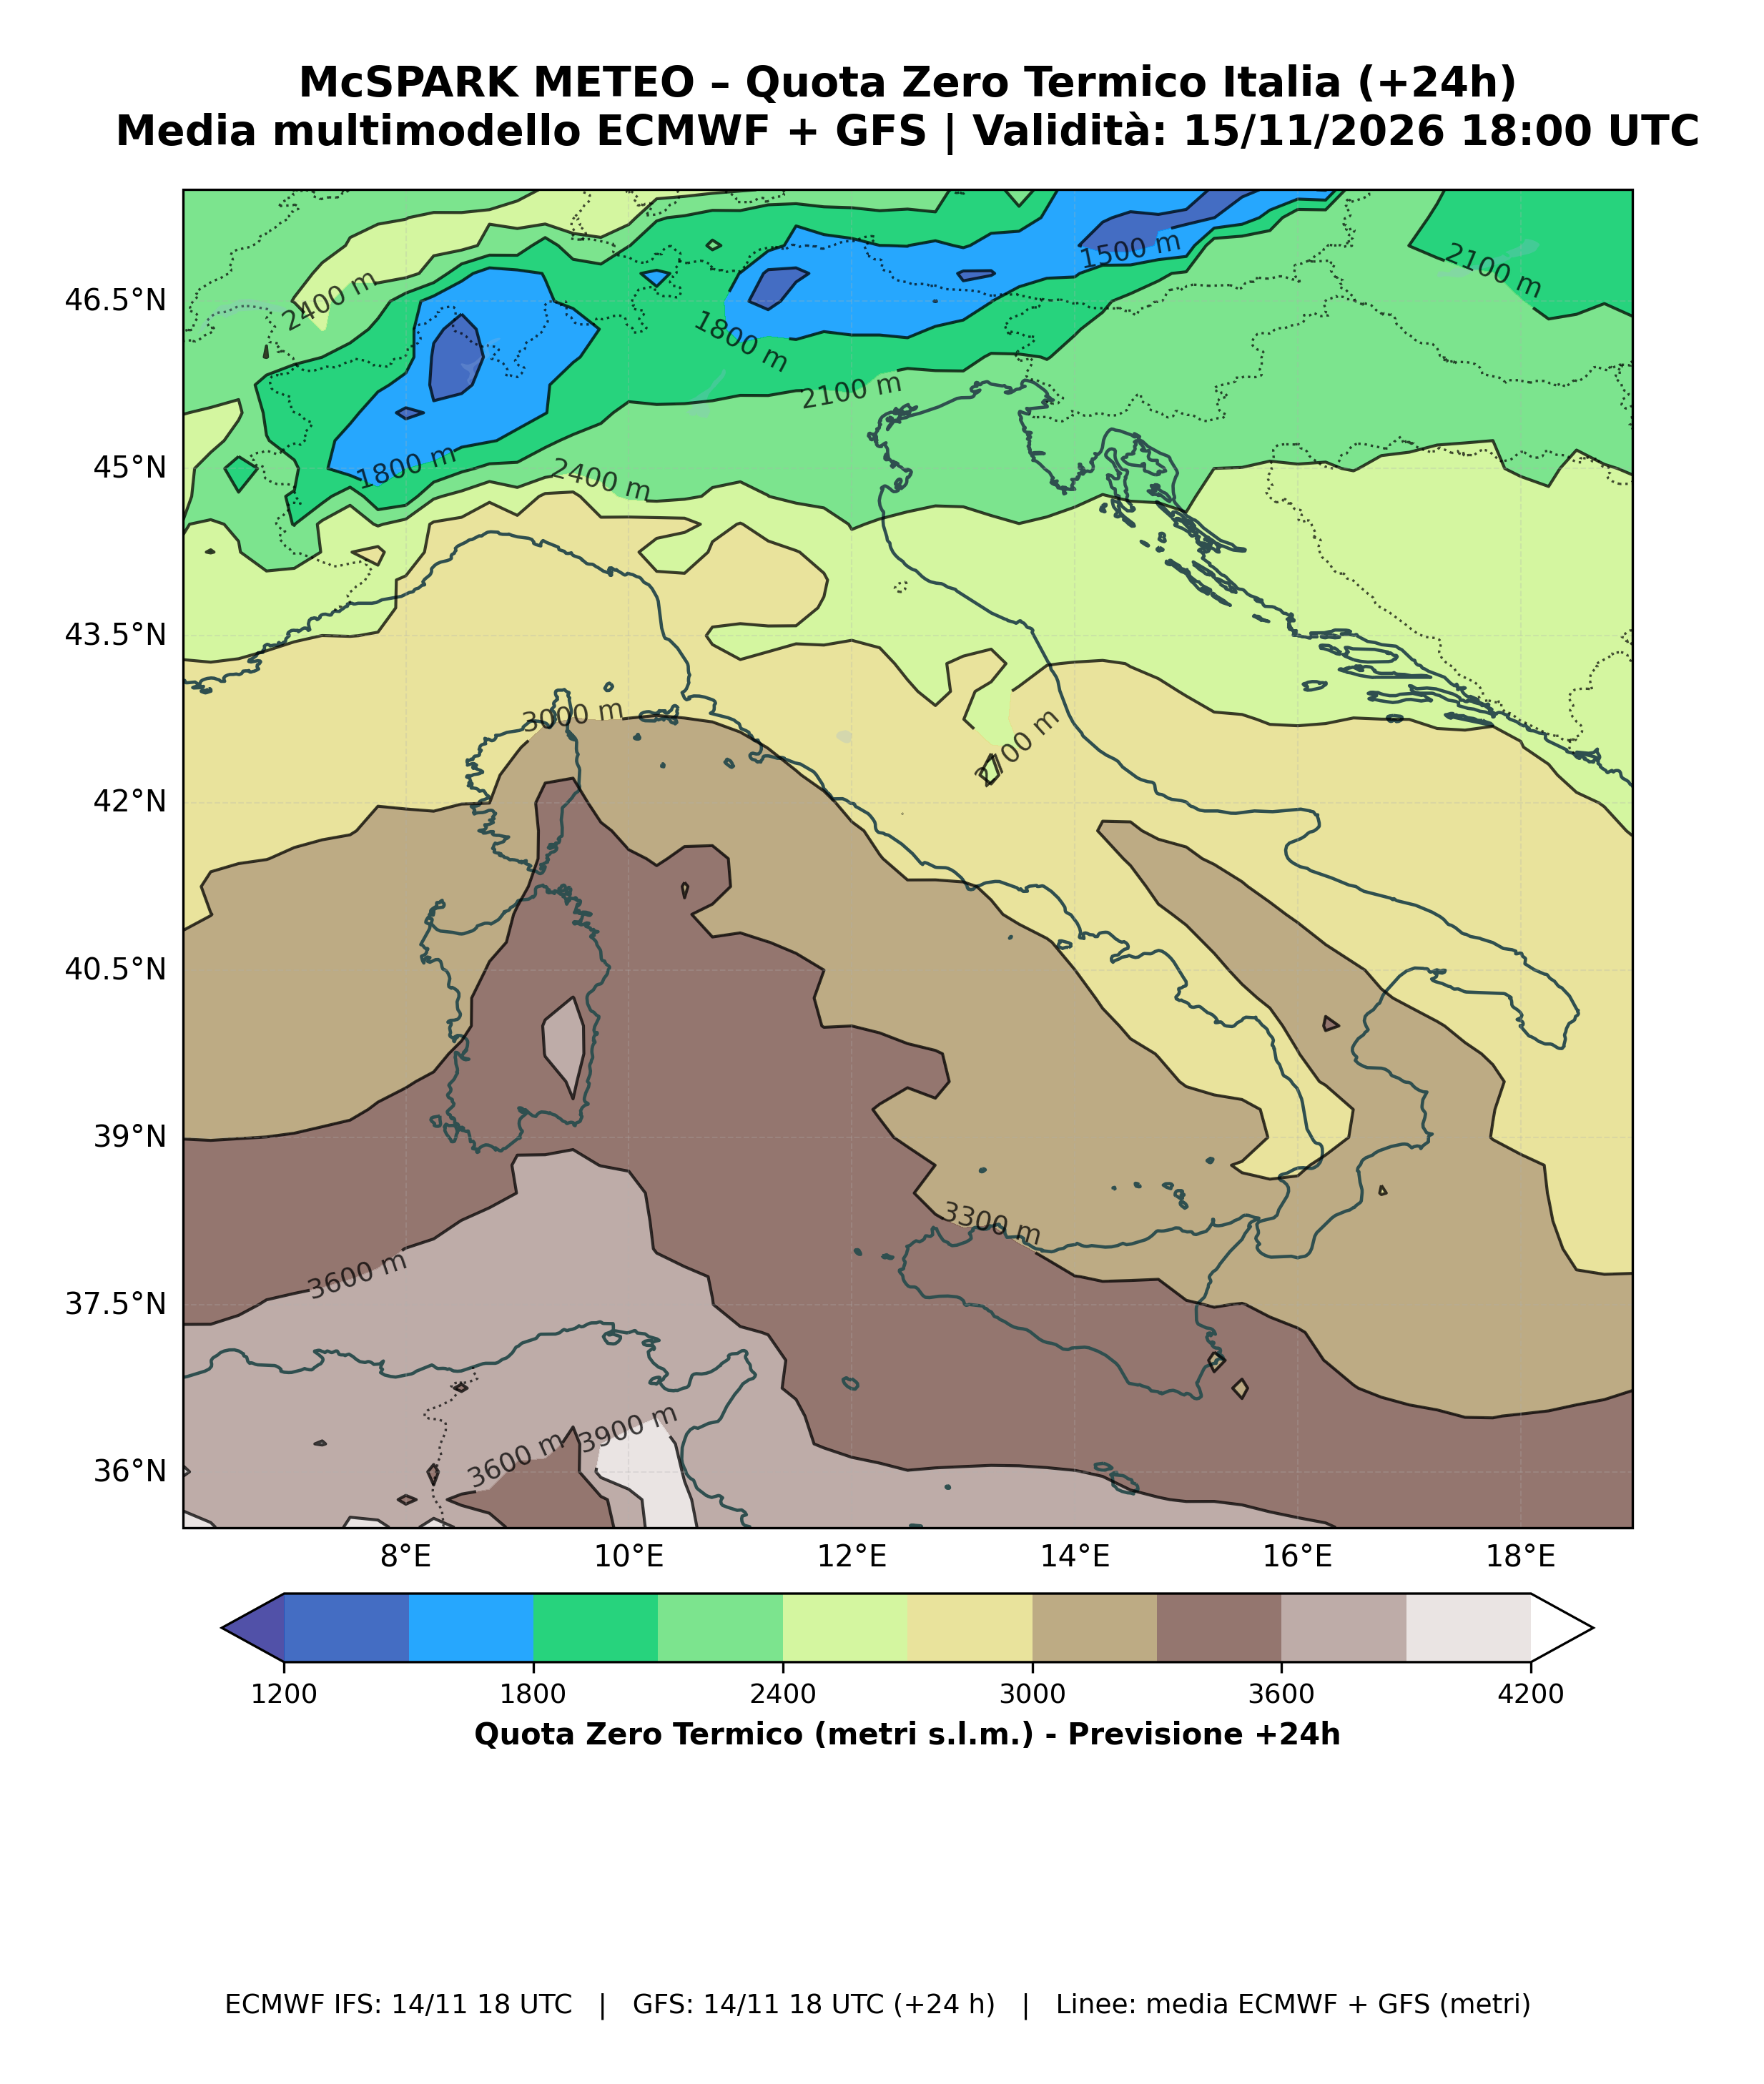 McSPARK METEO – Quota Zero Termico Italia (+24h)
Media multimodello ECMWF + GFS | Validità: 15/11/2026 18:00 UTC
46.5°N
45°N
43.5°N
42°N
40.5°N
39°N
37.5°N
36°N
1500 m
2100 m
2400 m
1800 m
2100 m
1800 m
2400 m
3000 m
2700 m
3300 m
3600 m
3900 m
3600 m
8°E
10°E
12°E
14°E
16°E
18°E
1200
1800
2400
3000
3600
4200
Quota Zero Termico (metri s.l.m.) - Previsione +24h
ECMWF IFS: 14/11 18 UTC | GFS: 14/11 18 UTC (+24 h) | Linee: media ECMWF + GFS (metri)